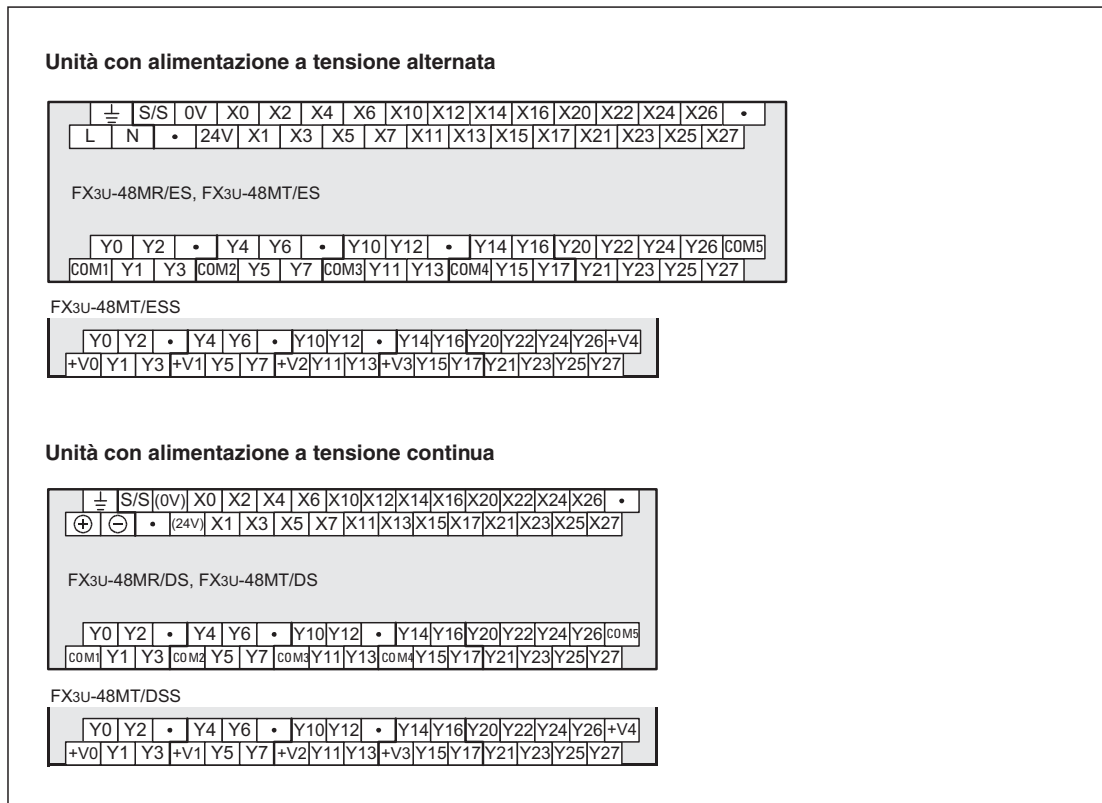 Unità con alimentazione a tensione alternata
⏚ S/S 0V X0 X2 X4 X6 X10 X12 X14 X16 X20 X22 X24 X26 •
L N • 24V X1 X3 X5 X7 X11 X13 X15 X17 X21 X23 X25 X27
FX3U-48MR/ES, FX3U-48MT/ES
Y0 Y2 • Y4 Y6 • Y10 Y12 • Y14 Y16 Y20 Y22 Y24 Y26 COM5
COM1 Y1 Y3 COM2 Y5 Y7 COM3 Y11 Y13 COM4 Y15 Y17 Y21 Y23 Y25 Y27
FX3U-48MT/ESS
Y0 Y2 • Y4 Y6 • Y10 Y12 • Y14 Y16 Y20 Y22 Y24 Y26 +V4
+V0 Y1 Y3 +V1 Y5 Y7 +V2 Y11 Y13 +V3 Y15 Y17 Y21 Y23 Y25 Y27
Unità con alimentazione a tensione continua
⏚ S/S (0V) X0 X2 X4 X6 X10 X12 X14 X16 X20 X22 X24 X26 •
⊕ ⊖ • (24V) X1 X3 X5 X7 X11 X13 X15 X17 X21 X23 X25 X27
FX3U-48MR/DS, FX3U-48MT/DS
Y0 Y2 • Y4 Y6 • Y10 Y12 • Y14 Y16 Y20 Y22 Y24 Y26 COM5
COM1 Y1 Y3 COM2 Y5 Y7 COM3 Y11 Y13 COM4 Y15 Y17 Y21 Y23 Y25 Y27
FX3U-48MT/DSS
Y0 Y2 • Y4 Y6 • Y10 Y12 • Y14 Y16 Y20 Y22 Y24 Y26 +V4
+V0 Y1 Y3 +V1 Y5 Y7 +V2 Y11 Y13 +V3 Y15 Y17 Y21 Y23 Y25 Y27